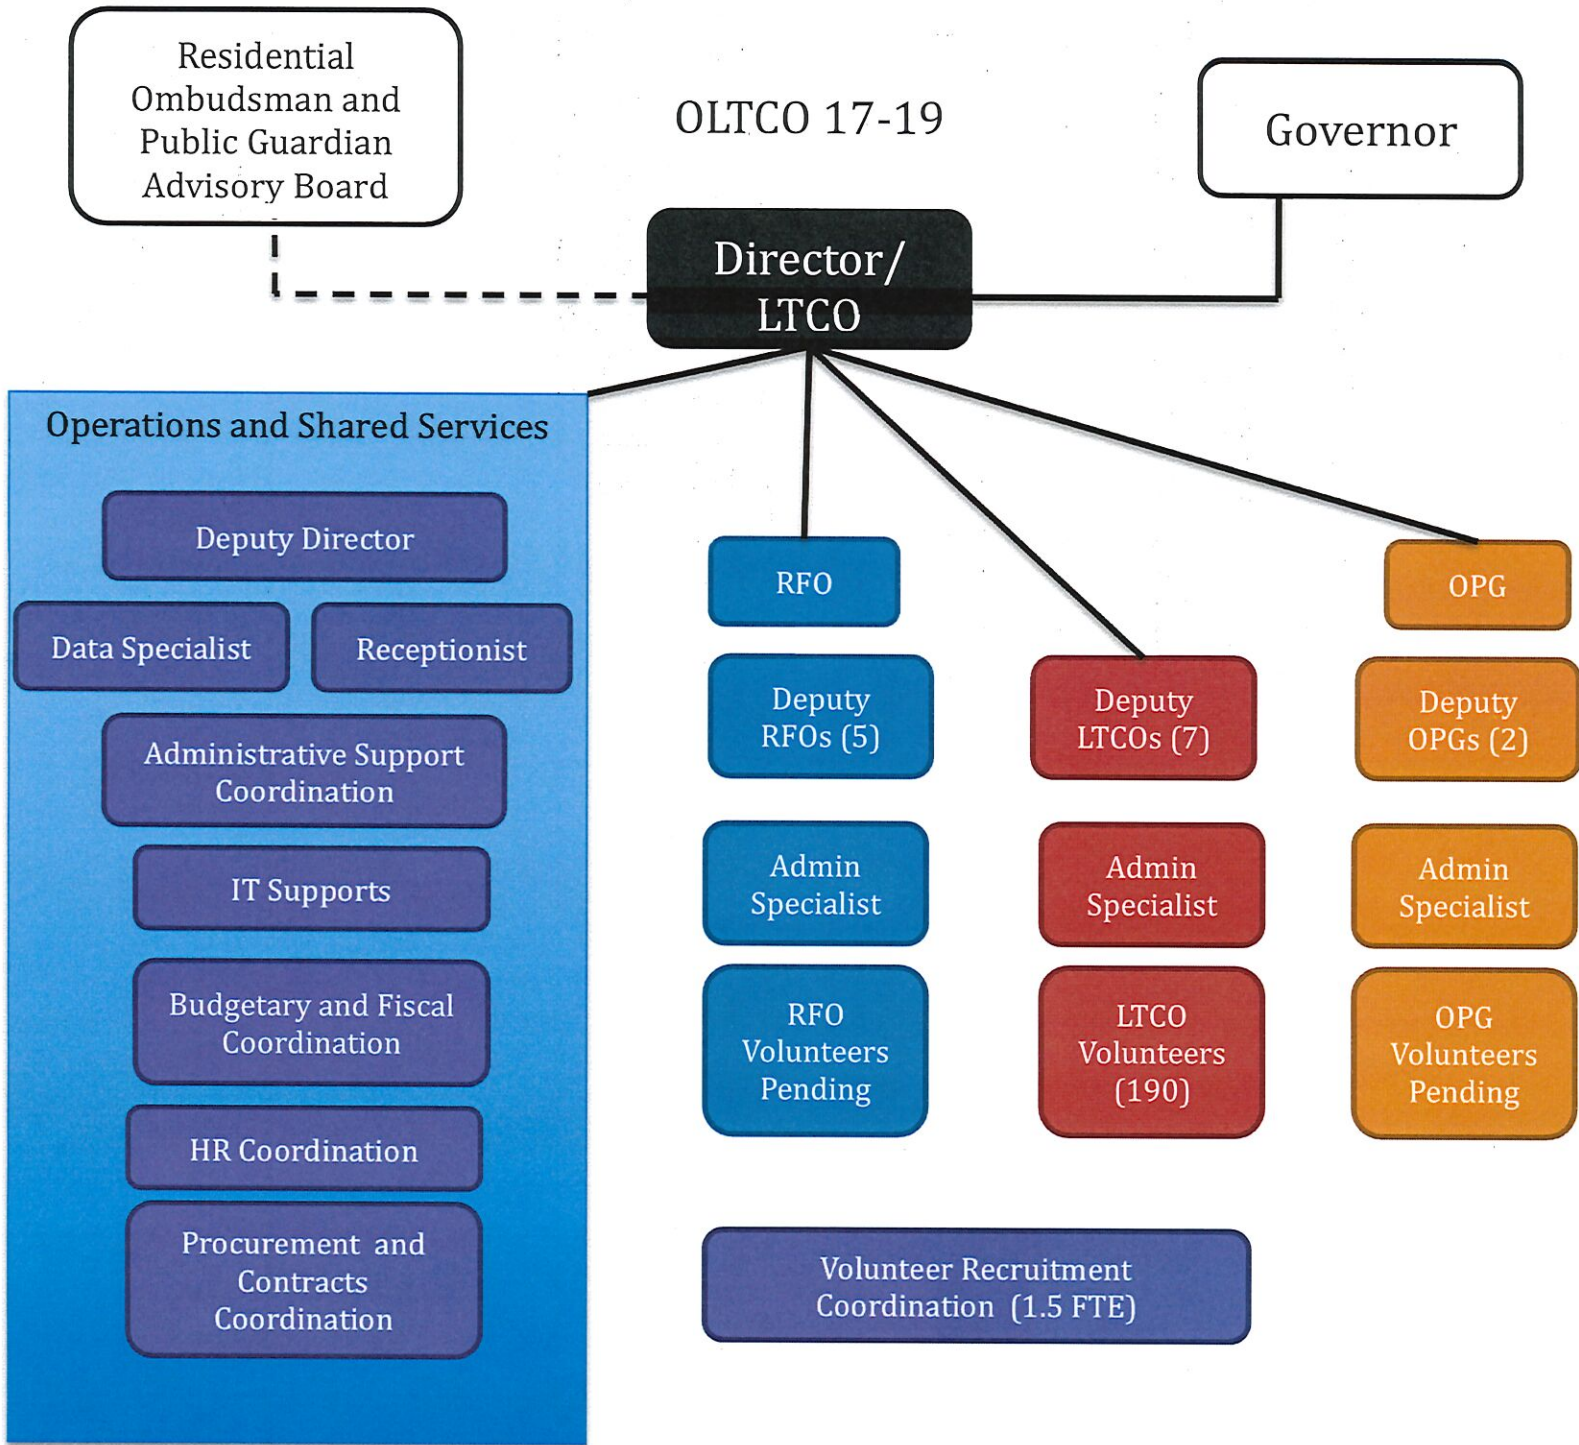 Residential
Ombudsman and
Public Guardian
Advisory Board
OLTCO 17-19
Governor
Director/
LTCO
Operations and Shared Services
Deputy Director
Data Specialist
Receptionist
Administrative Support
Coordination
IT Supports
Budgetary and Fiscal
Coordination
HR Coordination
Procurement and
Contracts
Coordination
RFO
Deputy
RFOs (5)
Admin
Specialist
RFO
Volunteers
Pending
Deputy
LTCOs (7)
Admin
Specialist
LTCO
Volunteers
(190)
OPG
Deputy
OPGs (2)
Admin
Specialist
OPG
Volunteers
Pending
Volunteer Recruitment
Coordination (1.5 FTE)